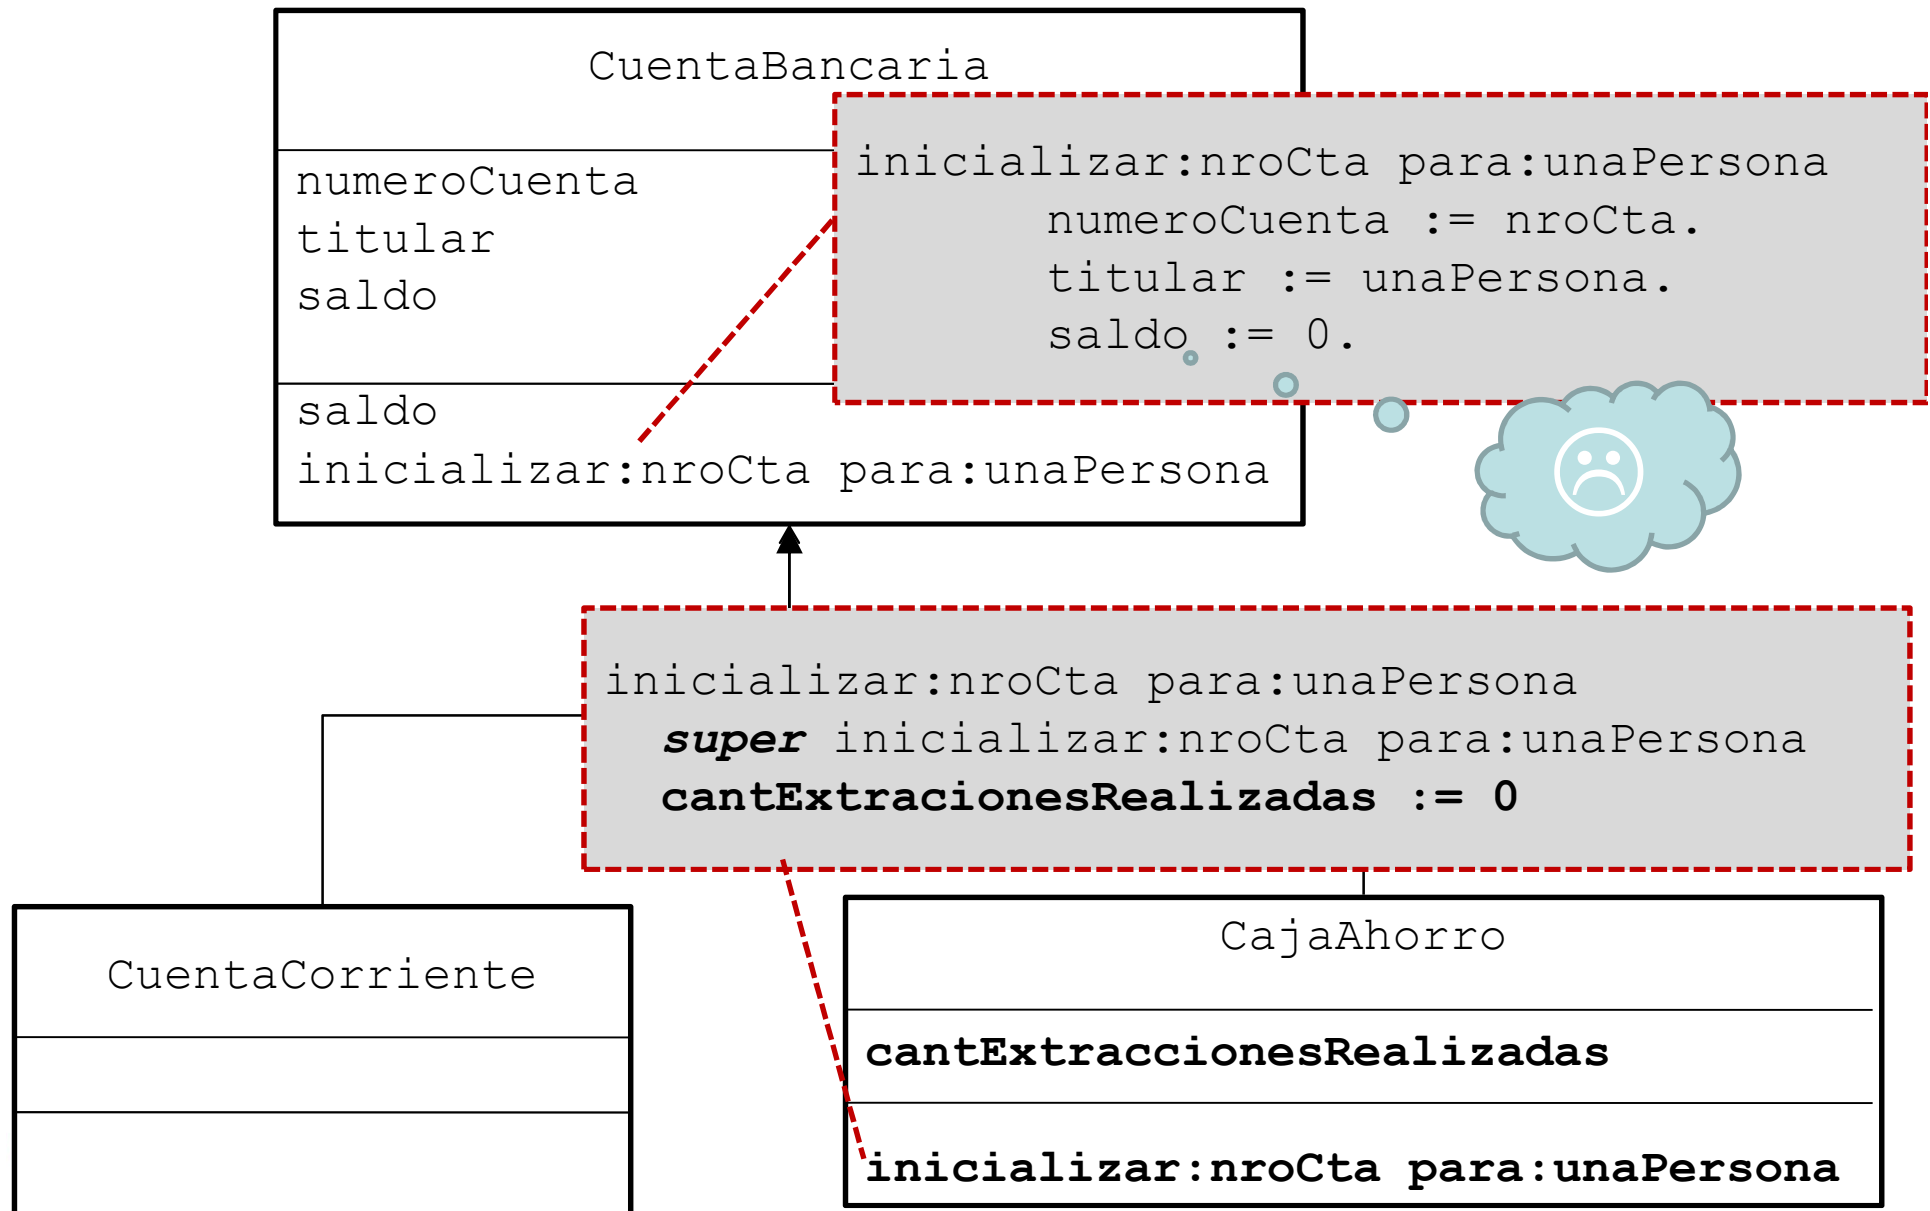 CuentaBancaria
numeroCuenta
titular
saldo
saldo
inicializar:nroCta para:unaPersona
inicializar:nroCta para:unaPersona
numeroCuenta := nroCta.
titular := unaPersona.
saldo := 0.
inicializar:nroCta para:unaPersona
super inicializar:nroCta para:unaPersona
cantExtracionesRealizadas := 0
CuentaCorriente
CajaAhorro
cantExtraccionesRealizadas
inicializar:nroCta para:unaPersona